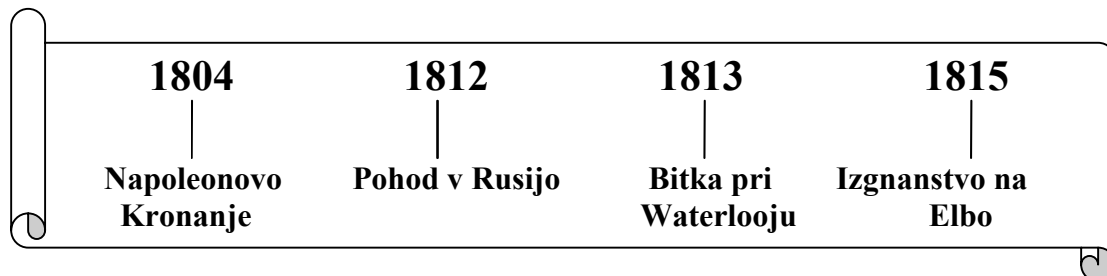 1804 1812 1813 1815
Napoleonovo Pohod v Rusijo Bitka pri Izgnanstvo na
Kronanje Waterlooju Elbo